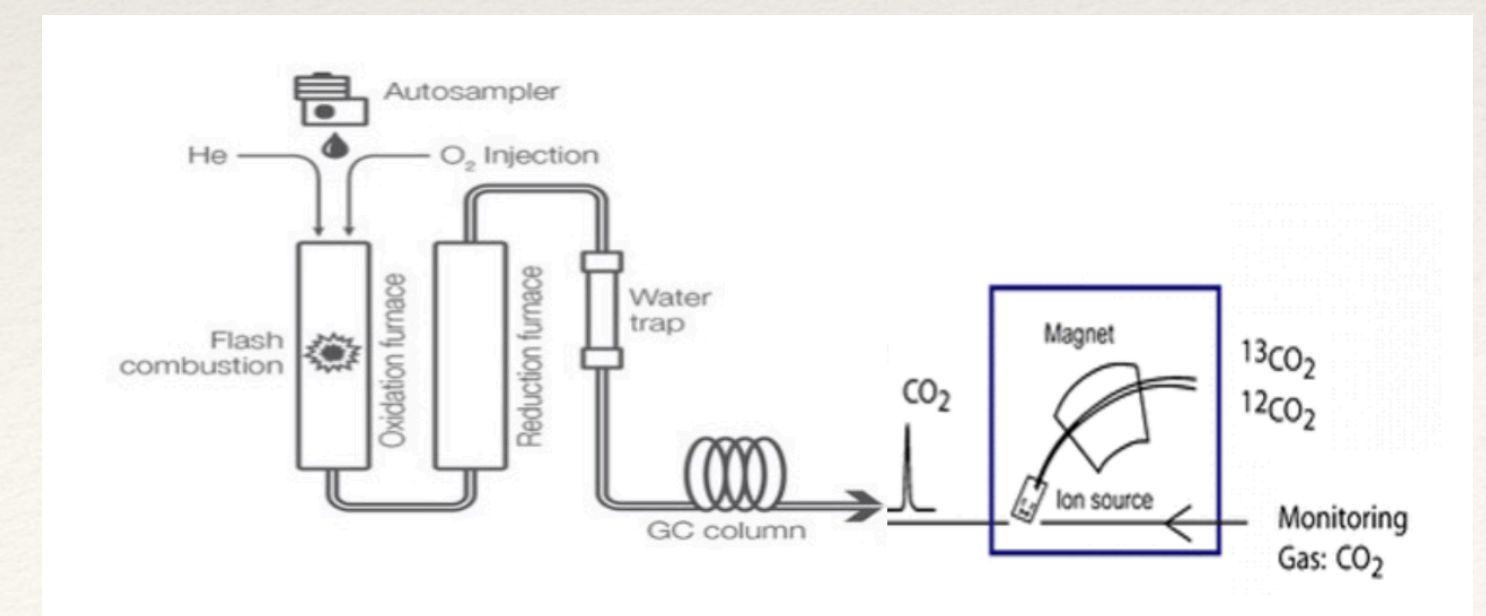 Autosampler
He
O₂ Injection
Flash
combustion
Oxidation furnace
Reduction furnace
Water
trap
GC column
CO₂
Magnet
Ion source
¹³CO₂
¹²CO₂
Monitoring
Gas: CO₂